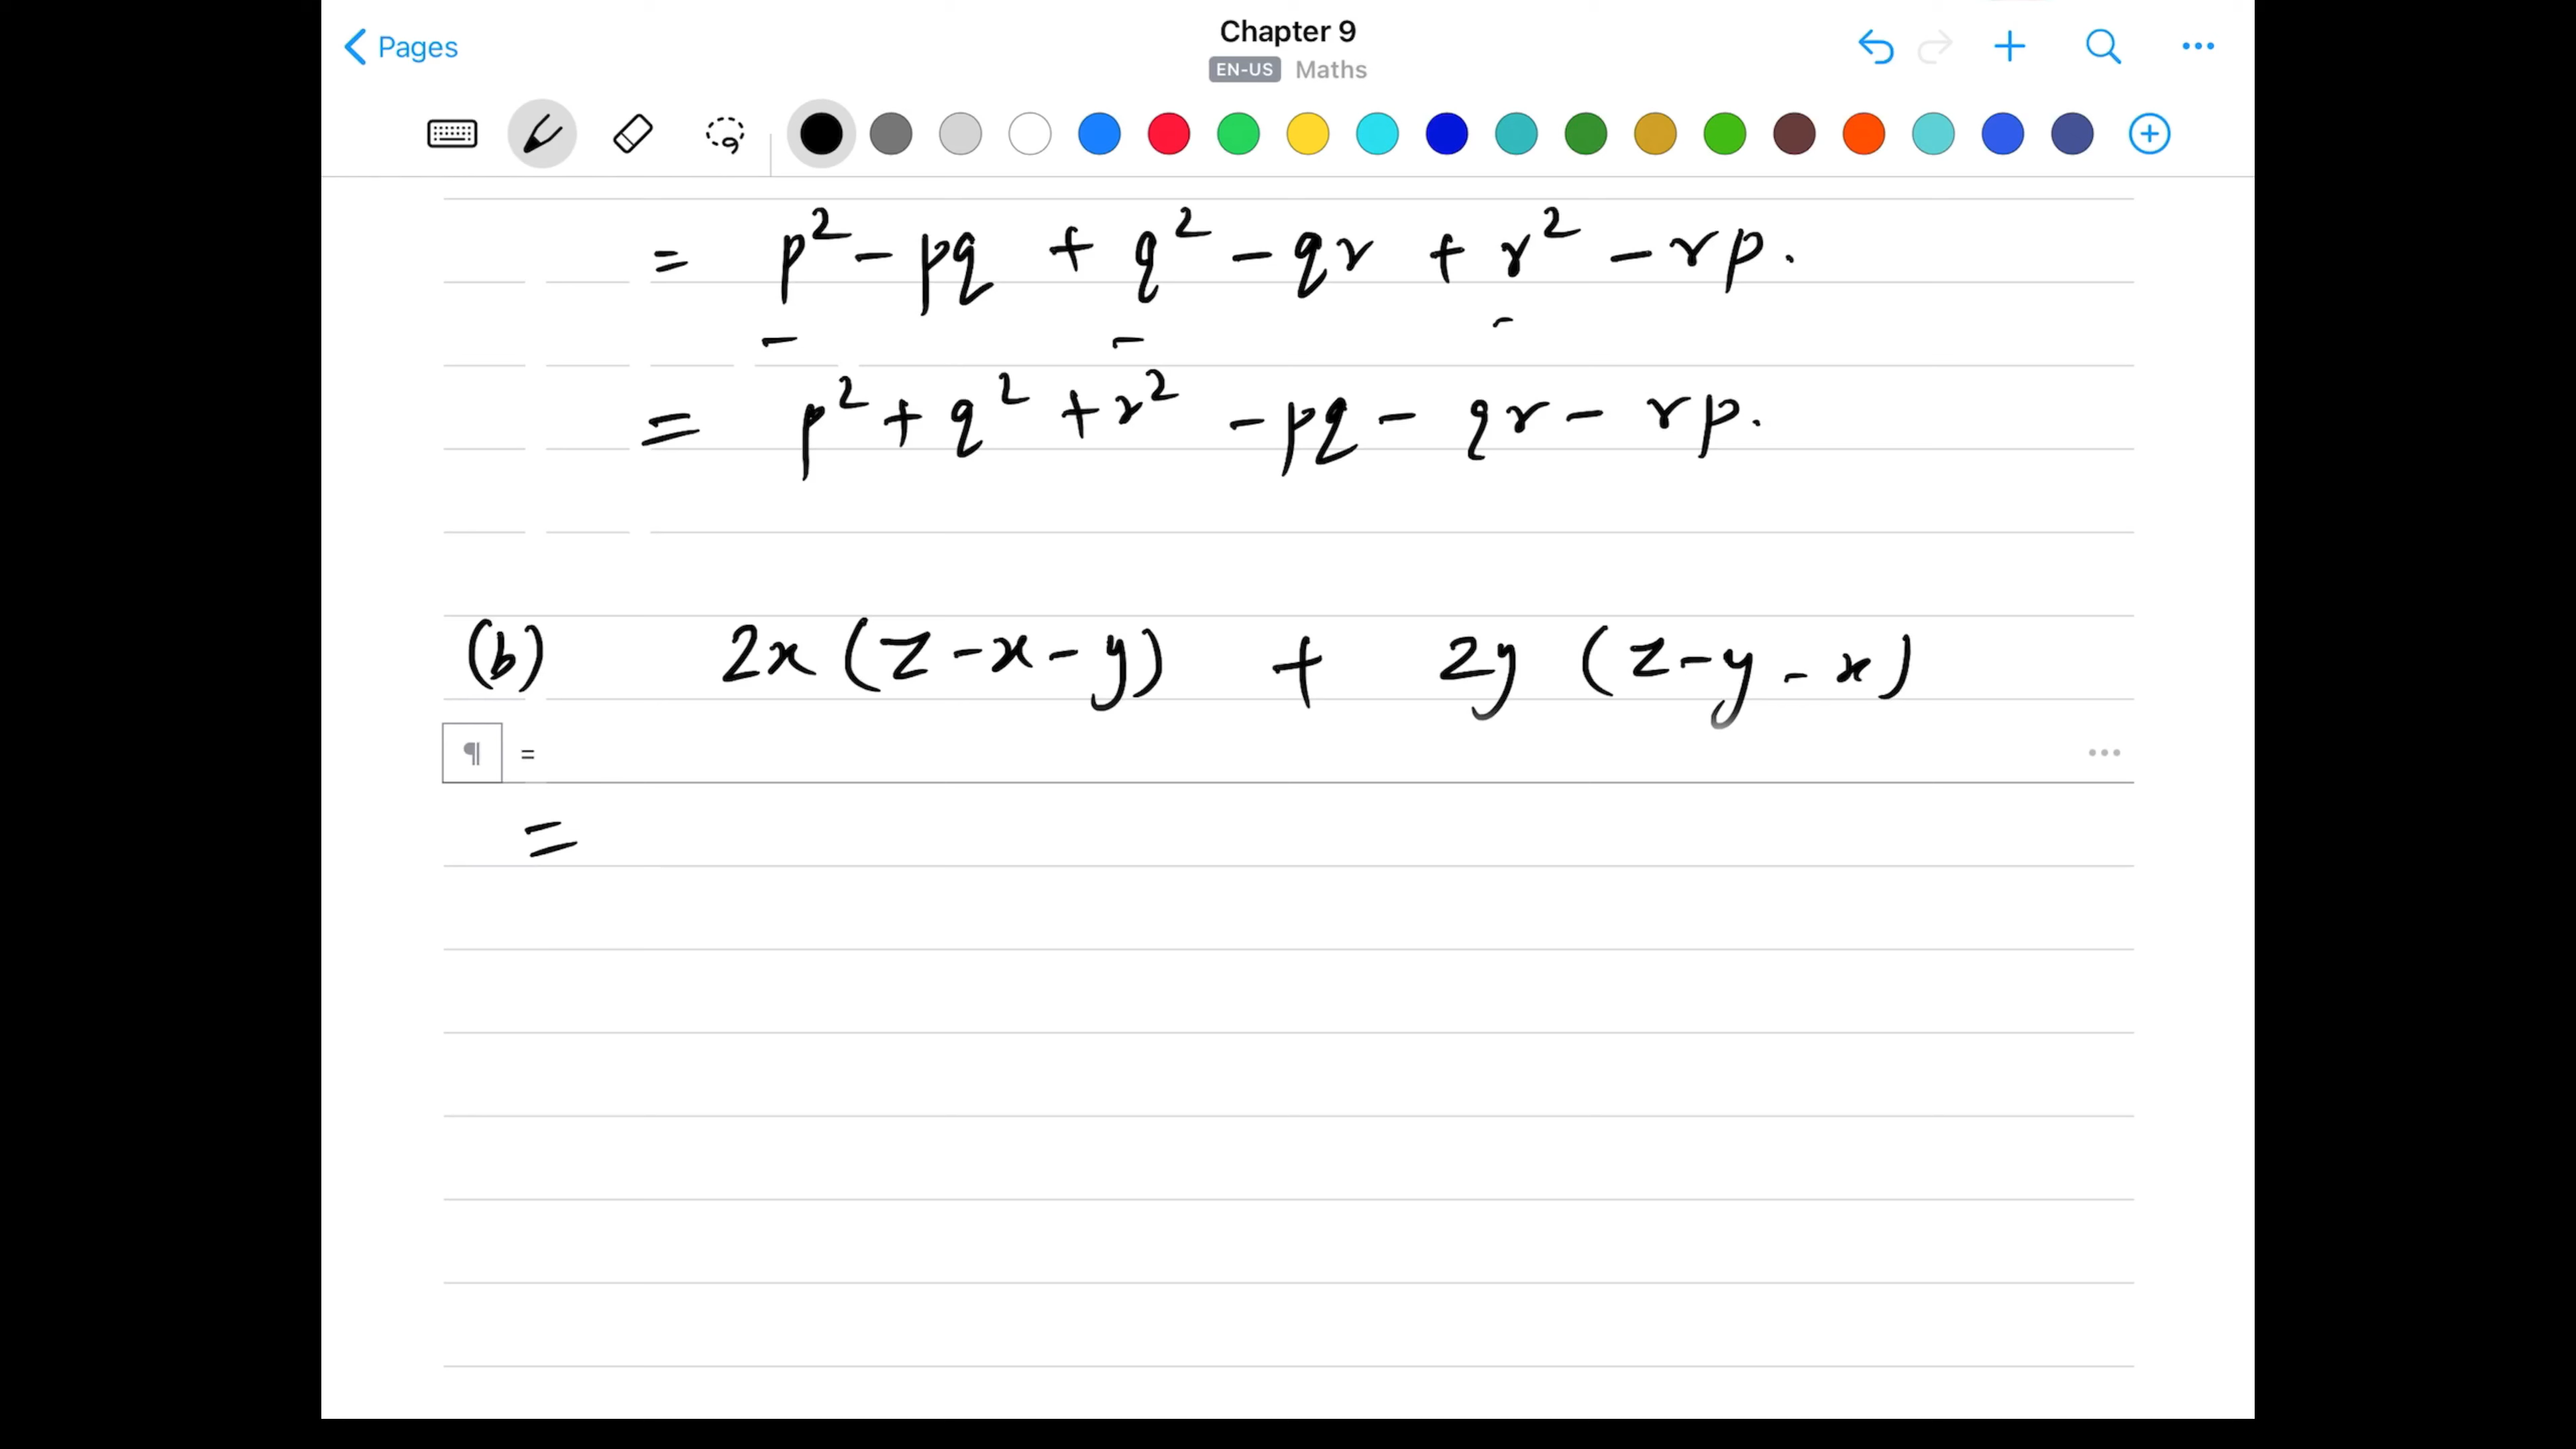 Pages
Chapter 9
EN-US Maths
= p² - pq + q² - qr + r² - rp.
= p² + q² + r² - pq - qr - rp.
(b) 2x (z - x - y) + 2y (z - y - x)
¶ =
=